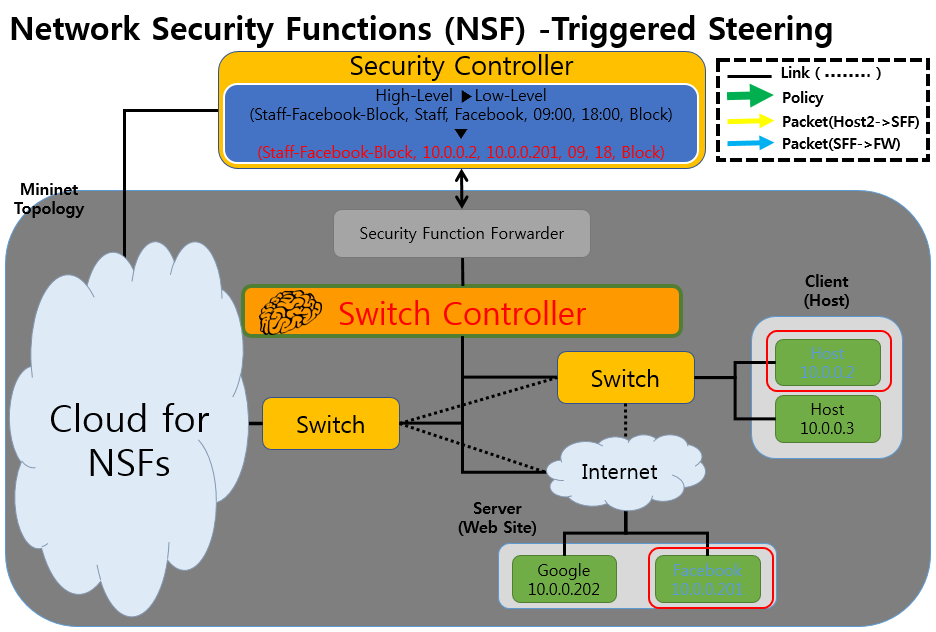 Network Security Functions (NSF) -Triggered Steering
Security Controller
High-Level ▶Low-Level
(Staff-Facebook-Block, Staff, Facebook, 09:00, 18:00, Block)
▼
(Staff-Facebook-Block, 10.0.0.2, 10.0.0.201, 09, 18, Block)
Link ( ........ )
Policy
Packet(Host2->SFF)
Packet(SFF->FW)
Mininet
Topology
Security Function Forwarder
Switch Controller
Client
(Host)
Host
10.0.0.2
Host
10.0.0.3
Switch
Switch
Cloud for
NSFs
Internet
Server
(Web Site)
Google
10.0.0.202
Facebook
10.0.0.201